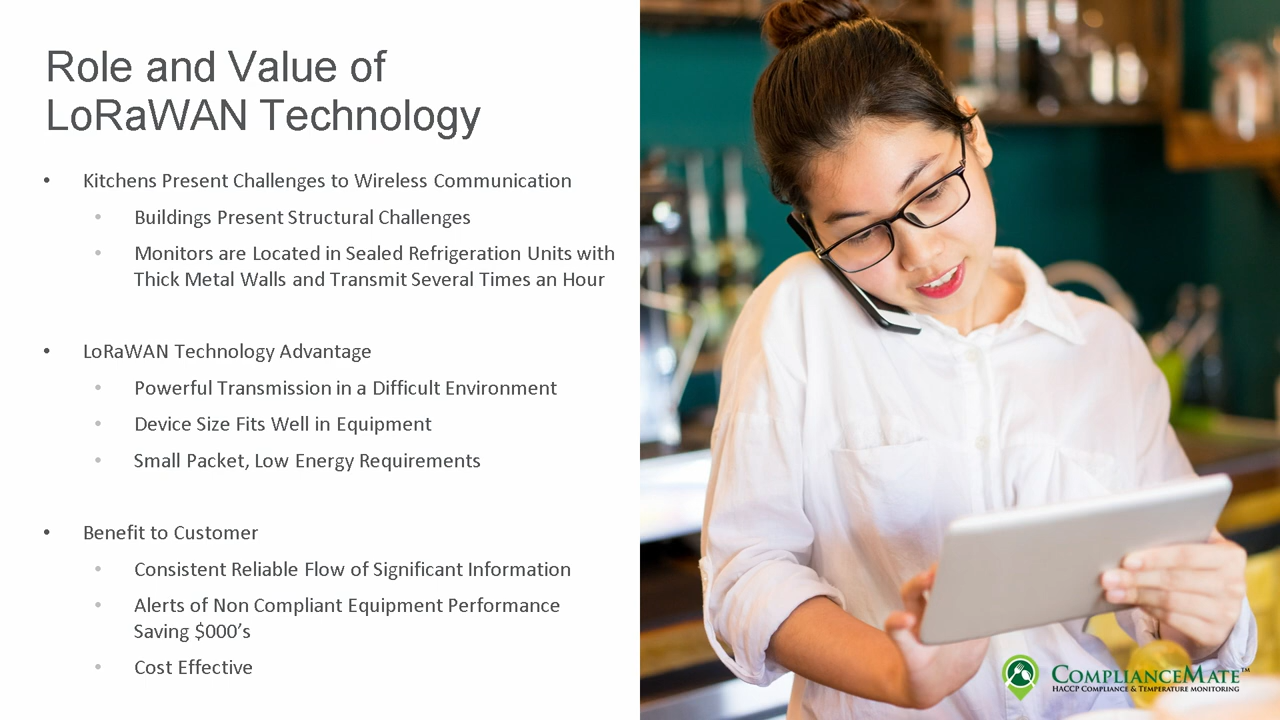 Role and Value of
LoRaWAN Technology
• Kitchens Present Challenges to Wireless Communication
• Buildings Present Structural Challenges
• Monitors are Located in Sealed Refrigeration Units with
Thick Metal Walls and Transmit Several Times an Hour
• LoRaWAN Technology Advantage
• Powerful Transmission in a Difficult Environment
• Device Size Fits Well in Equipment
• Small Packet, Low Energy Requirements
• Benefit to Customer
• Consistent Reliable Flow of Significant Information
• Alerts of Non Compliant Equipment Performance
Saving $000’s
• Cost Effective
COMPLIANCEMATE™
HACCP COMPLIANCE & TEMPERATURE MONITORING